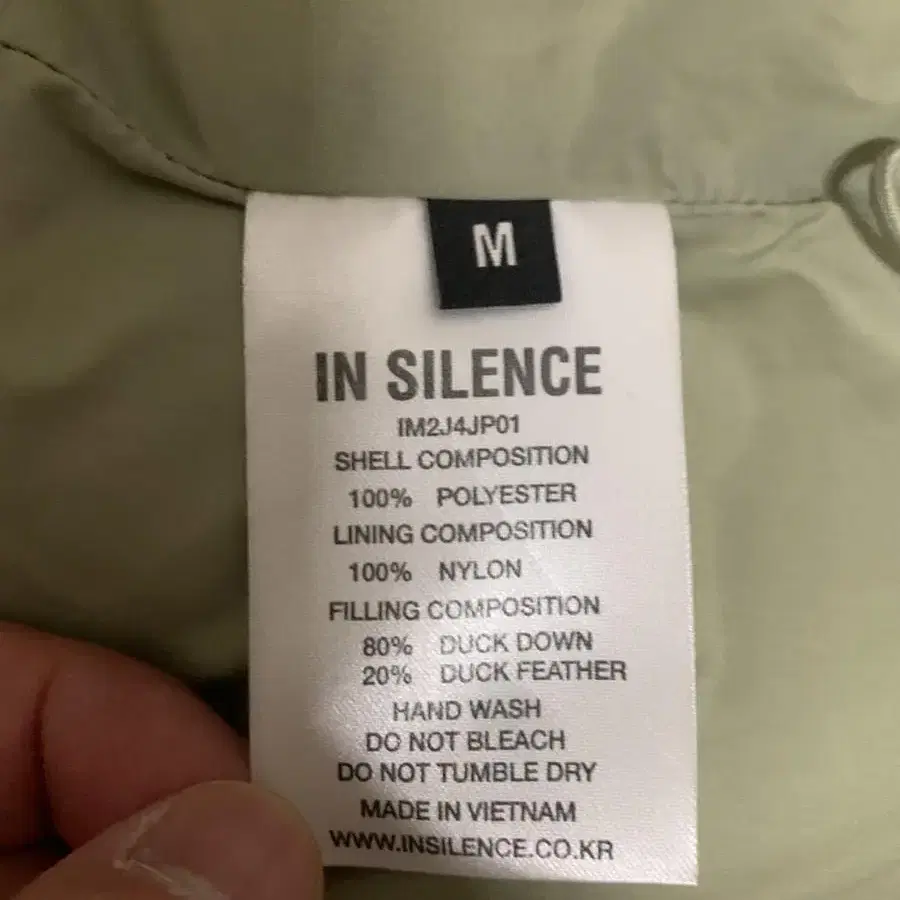 M
IN SILENCE
IM2J4JP01
SHELL COMPOSITION
100% POLYESTER
LINING COMPOSITION
100% NYLON
FILLING COMPOSITION
80% DUCK DOWN
20% DUCK FEATHER
HAND WASH
DO NOT BLEACH
DO NOT TUMBLE DRY
MADE IN VIETNAM
WWW.INSILENCE.CO.KR